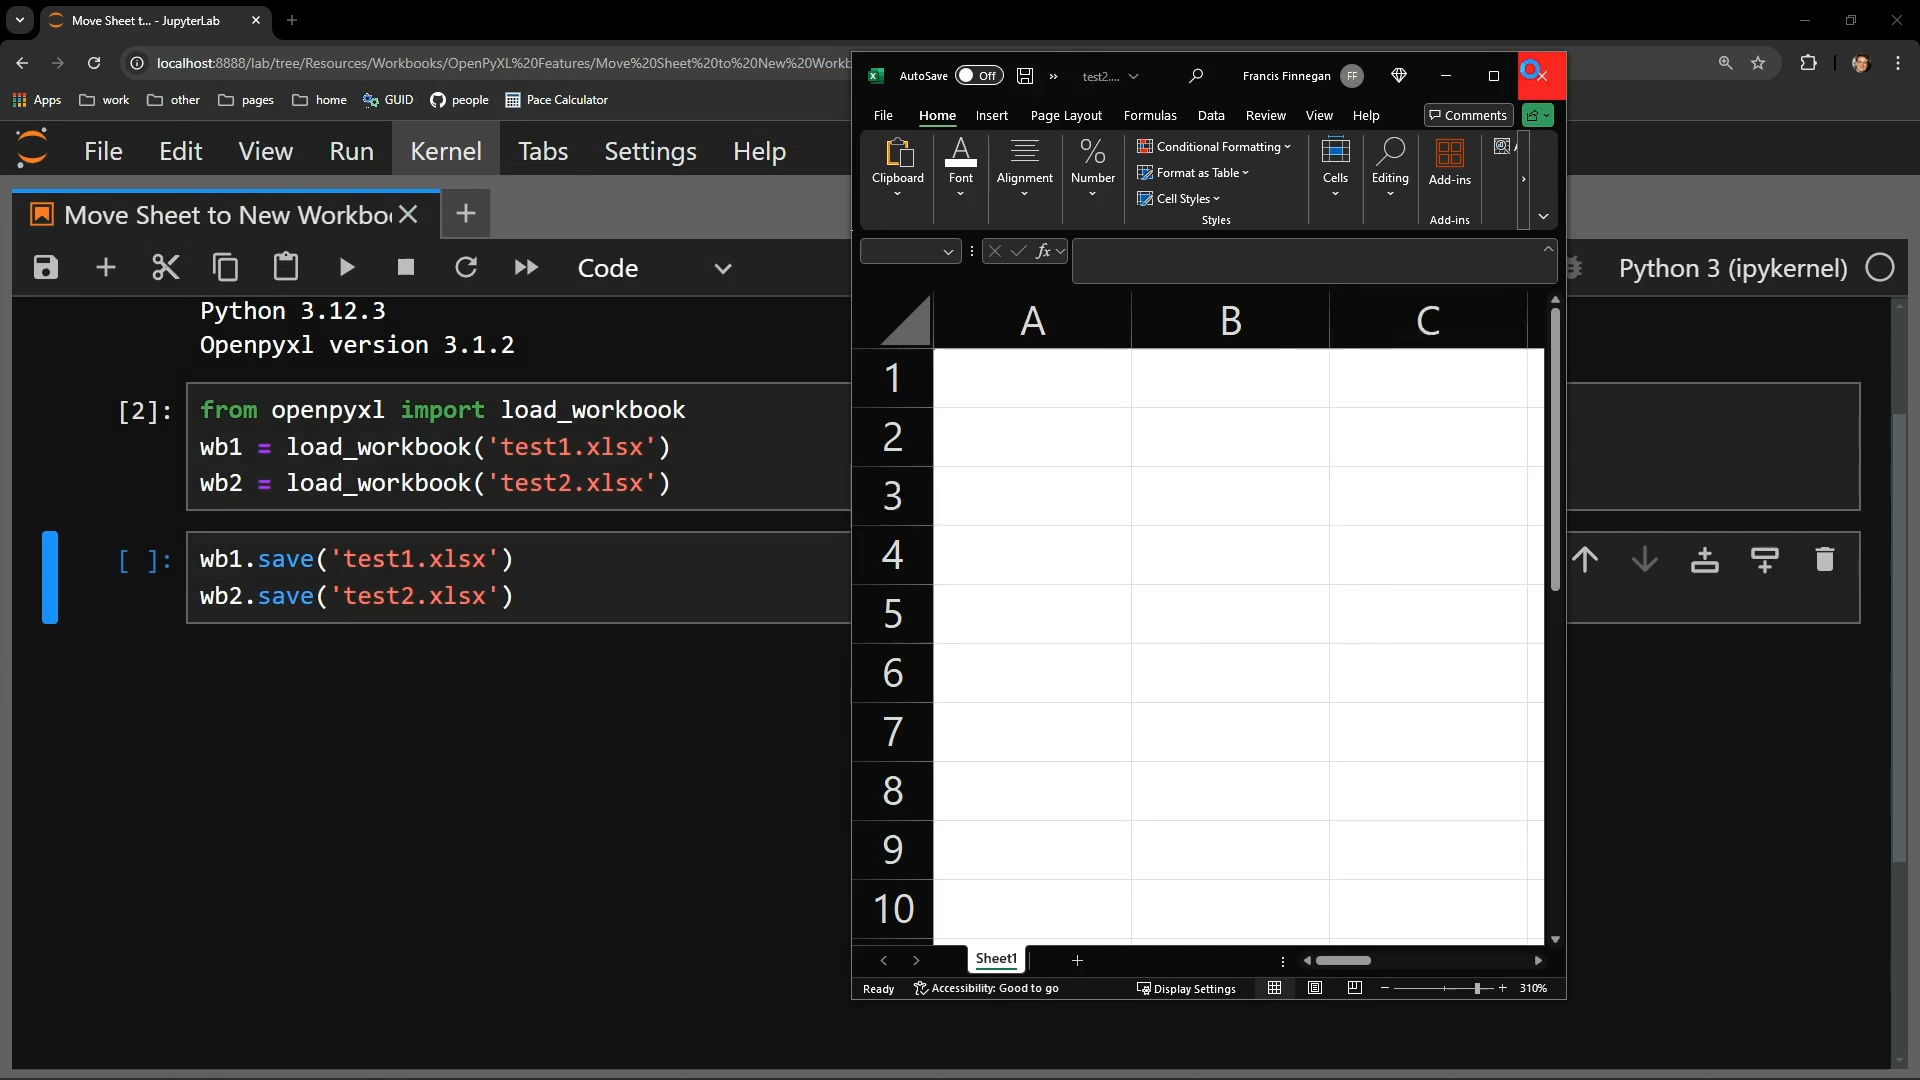 Move Sheet t... - JupyterLab
localhost:8888/lab/tree/Resources/Workbooks/OpenPyXL%20Features/Move%20Sheet%20to%20New%20Workb
Apps work other pages home GUID people Pace Calculator
File Edit View Run Kernel Tabs Settings Help
Move Sheet to New Workboo
Code
Python 3 (ipykernel)
Python 3.12.3
Openpyxl version 3.1.2
[2]:
from openpyxl import load_workbook
wb1 = load_workbook('test1.xlsx')
wb2 = load_workbook('test2.xlsx')
[ ]:
wb1.save('test1.xlsx')
wb2.save('test2.xlsx')
AutoSave Off » test2.... Francis Finnegan FF
File Home Insert Page Layout Formulas Data Review View Help Comments
Clipboard Font Alignment Number
Conditional Formatting
Format as Table
Cell Styles
Styles
Cells Editing Add-ins
Add-ins
fx
A B C
1
2
3
4
5
6
7
8
9
10
Sheet1
Ready Accessibility: Good to go Display Settings 310%